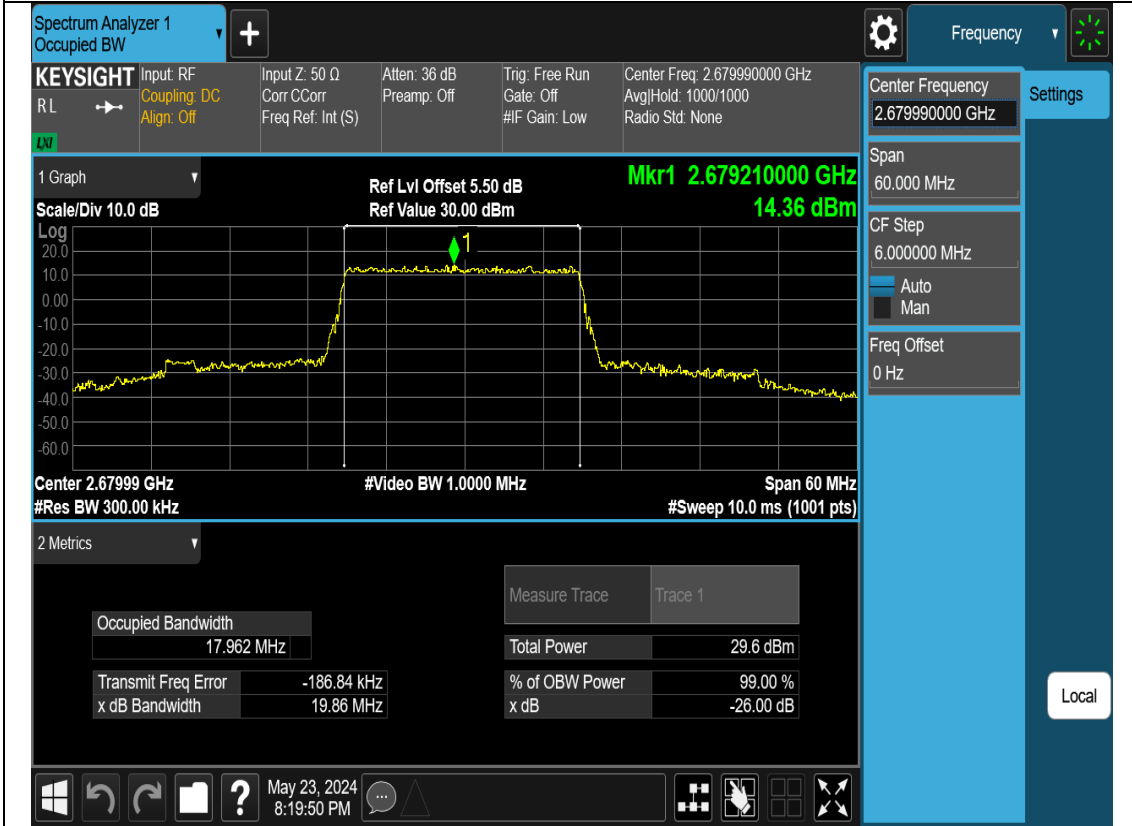 Spectrum Analyzer 1
Occupied BW
+
Frequency
KEYSIGHT
R L
LXI
Input: RF
Coupling: DC
Align: Off
Input Z: 50 Ω
Corr CCorr
Freq Ref: Int (S)
Atten: 36 dB
Preamp: Off
Trig: Free Run
Gate: Off
#IF Gain: Low
Center Freq: 2.679990000 GHz
Avg|Hold: 1000/1000
Radio Std: None
Center Frequency
2.679990000 GHz
Settings
Span
60.000 MHz
CF Step
6.000000 MHz
Auto
Man
Freq Offset
0 Hz
Local
1 Graph
Scale/Div 10.0 dB
Ref Lvl Offset 5.50 dB
Ref Value 30.00 dBm
Mkr1 2.679210000 GHz
14.36 dBm
Log
20.0
10.0
0.00
-10.0
-20.0
-30.0
-40.0
-50.0
-60.0
1
Center 2.67999 GHz
#Video BW 1.0000 MHz
Span 60 MHz
#Res BW 300.00 kHz
#Sweep 10.0 ms (1001 pts)
2 Metrics
Measure Trace Trace 1
Occupied Bandwidth
17.962 MHz
Total Power 29.6 dBm
Transmit Freq Error -186.84 kHz
% of OBW Power 99.00 %
x dB Bandwidth 19.86 MHz
x dB -26.00 dB
?
May 23, 2024
8:19:50 PM